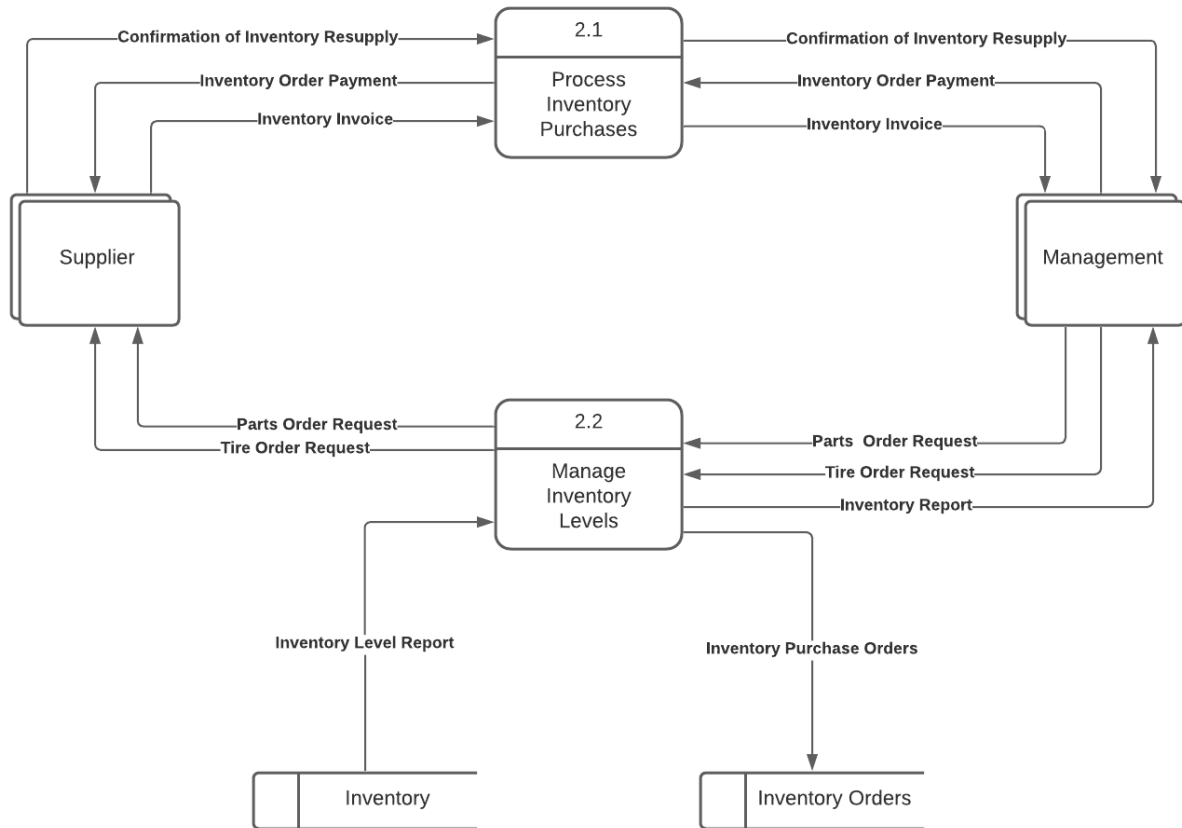 2.1
Confirmation of Inventory Resupply
Confirmation of Inventory Resupply
Inventory Order Payment
Process
Inventory
Purchases
Inventory Order Payment
Inventory Invoice
Inventory Invoice
Supplier
Management
2.2
Parts Order Request
Tire Order Request
Manage
Inventory
Levels
Parts  Order Request
Tire Order Request
Inventory Report
Inventory Level Report
Inventory Purchase Orders
Inventory
Inventory Orders